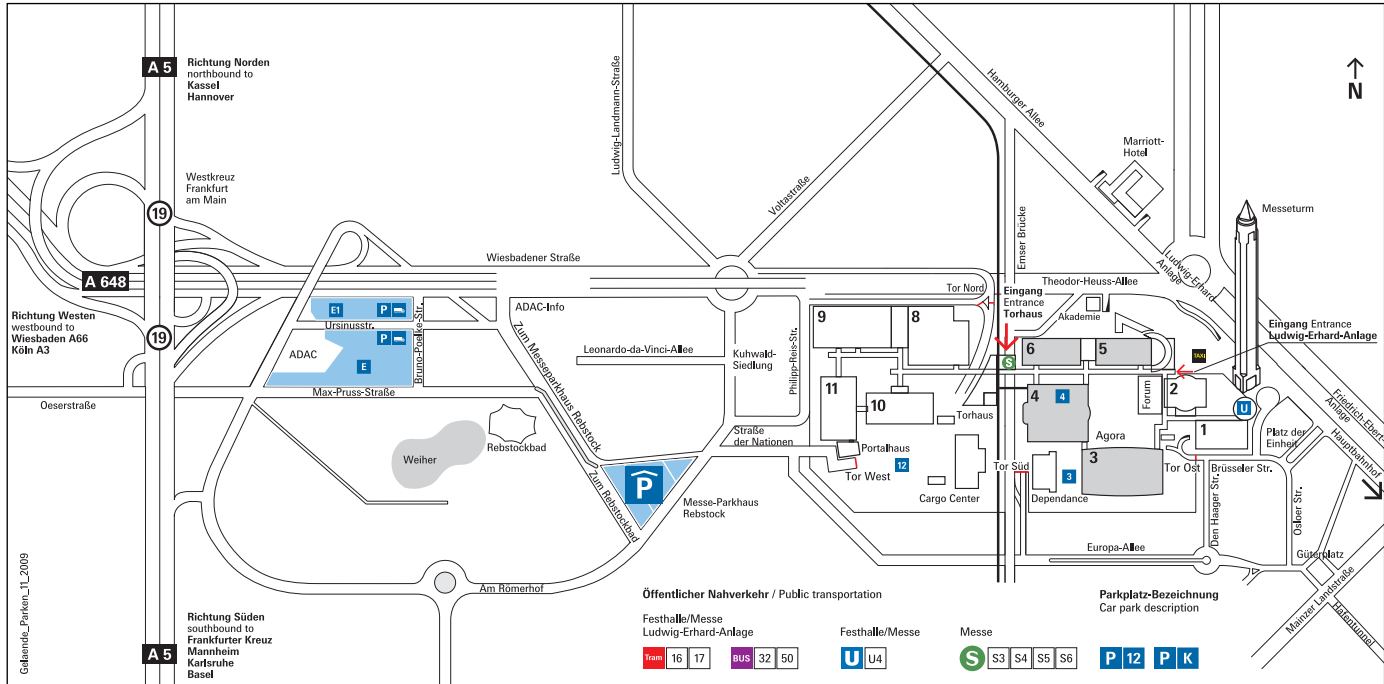 A 5
Richtung Norden
northbound to
Kassel
Hannover
Westkreuz
Frankfurt
am Main
19
A 648
Richtung Westen
westbound to
Wiesbaden A66
Köln A3
19
Oeserstraße
E1
P
Ursinusstr.
P
ADAC
E
Max-Pruss-Straße
Bruno-Poelke-Str.
Wiesbadener Straße
ADAC-Info
Zum Messeparkhaus Rebstock
Leonardo-da-Vinci-Allee
Ludwig-Landmann-Straße
Voltastraße
Kuhwald-
Siedlung
Philipp-Reis-Str.
Straße
der Nationen
Weiher
Rebstockbad
Zum Rebstockbad
P
Messe-Parkhaus
Rebstock
Am Römerhof
Hamburger Allee
Emser Brücke
Marriott-
Hotel
N
Messeturm
Ludwig-Erhard-
Anlage
Theodor-Heuss-Allee
Tor Nord
Eingang
Entrance
Torhaus
Akademie
Eingang Entrance
Ludwig-Erhard-Anlage
TAXI
9
8
S
6
5
11
10
4
4
Forum
2
U
1
Torhaus
Agora
3
Portalhaus
Tor West
12
Cargo Center
Tor Süd
3
Dependance
Tor Ost
Platz der
Einheit
Brüsseler Str.
Den Haager Str.
Osloer Str.
Friedrich-Ebert-
Anlage
Hauptbahnhof
Europa-Allee
Güterplatz
Mainzer Landstraße
Hafentunnel
Gelaende_Parken_11_2009
A 5
Richtung Süden
southbound to
Frankfurter Kreuz
Mannheim
Karlsruhe
Basel
Öffentlicher Nahverkehr / Public transportation
Festhalle/Messe
Ludwig-Erhard-Anlage
Tram 16 17
BUS 32 50
Festhalle/Messe
U U4
Messe
S S3 S4 S5 S6
Parkplatz-Bezeichnung
Car park description
P 12 P K